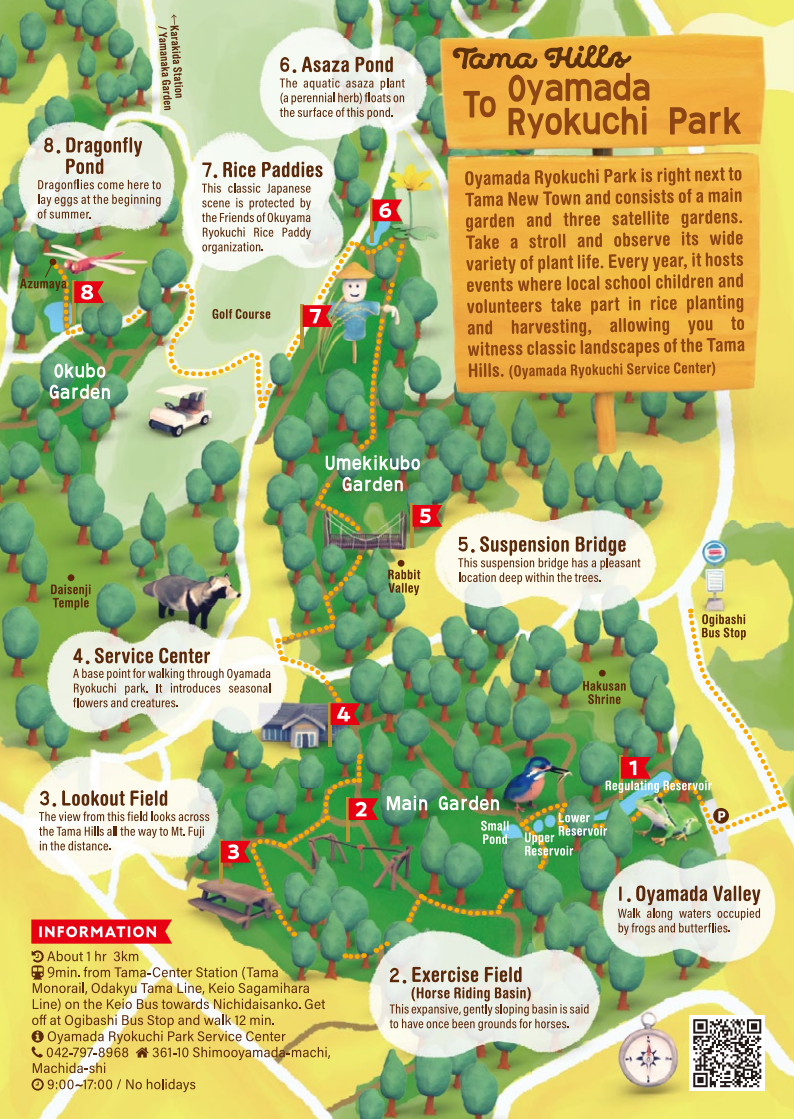 ←Karakida Station
/ Yamanaka Garden
Tama Hills
To Oyamada
Ryokuchi Park
Oyamada Ryokuchi Park is right next to
Tama New Town and consists of a main
garden and three satellite gardens.
Take a stroll and observe its wide
variety of plant life. Every year, it hosts
events where local school children and
volunteers take part in rice planting
and harvesting, allowing you to
witness classic landscapes of the Tama
Hills. (Oyamada Ryokuchi Service Center)
6. Asaza Pond
The aquatic asaza plant
(a perennial herb) floats on
the surface of this pond.
8. Dragonfly
Pond
Dragonflies come here to
lay eggs at the beginning
of summer.
7. Rice Paddies
This classic Japanese
scene is protected by
the Friends of Okuyama
Ryokuchi Rice Paddy
organization.
6
Azumaya
8
Golf Course
7
Okubo
Garden
Umekikubo
Garden
5
5. Suspension Bridge
This suspension bridge has a pleasant
location deep within the trees.
Rabbit
Valley
Daisenji
Temple
Ogibashi
Bus Stop
4. Service Center
A base point for walking through Oyamada
Ryokuchi park. It introduces seasonal
flowers and creatures.
Hakusan
Shrine
4
1
Regulating Reservoir
3. Lookout Field
The view from this field looks across
the Tama Hills all the way to Mt. Fuji
in the distance.
2
Main Garden
P
Small
Pond
Upper
Reservoir
Lower
Reservoir
3
1. Oyamada Valley
Walk along waters occupied
by frogs and butterflies.
2. Exercise Field
(Horse Riding Basin)
This expansive, gently sloping basin is said
to have once been grounds for horses.
INFORMATION
About 1 hr 3km
9min. from Tama-Center Station (Tama
Monorail, Odakyu Tama Line, Keio Sagamihara
Line) on the Keio Bus towards Nichidaisanko. Get
off at Ogibashi Bus Stop and walk 12 min.
Oyamada Ryokuchi Park Service Center
042-797-8968 361-10 Shimooyamada-machi,
Machida-shi
9:00~17:00 / No holidays